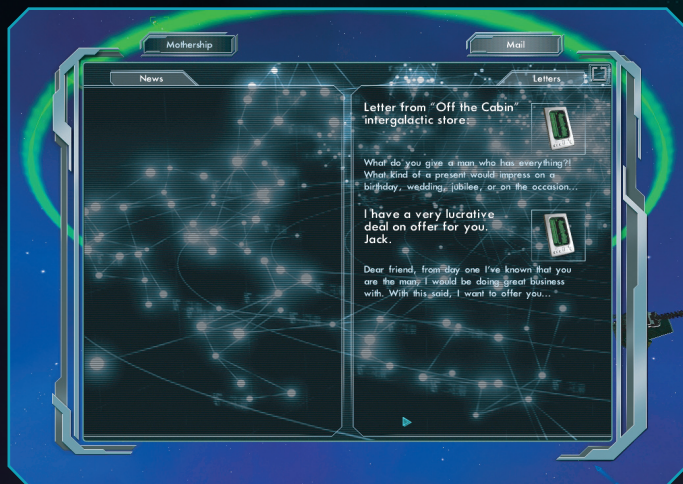 Mothership
Mail
News
Letters
Letter from "Off the Cabin"
intergalactic store:
What do you give a man who has everything?!
What kind of a present would impress on a
birthday, wedding, jubilee, or on the occasion...
I have a very lucrative
deal on offer for you.
Jack.
Dear friend, from day one I've known that you
are the man, I would be doing great business
with. With this said, I want to offer you...